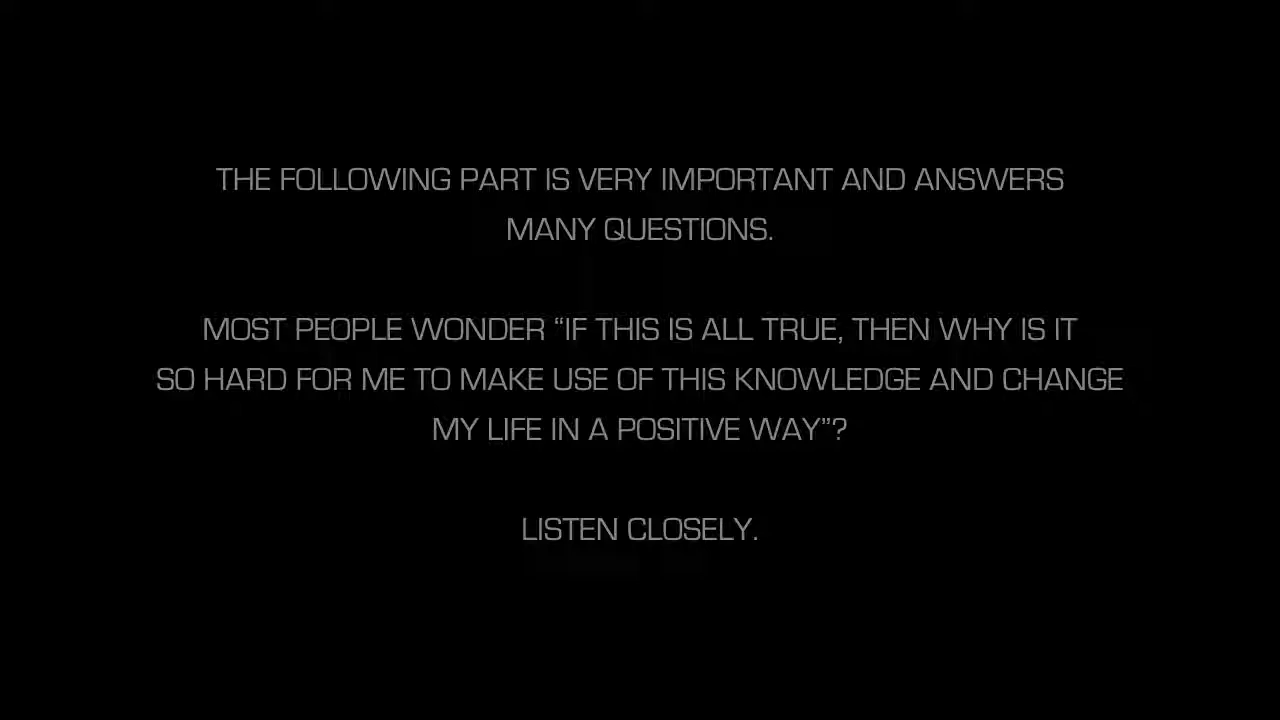 THE FOLLOWING PART IS VERY IMPORTANT AND ANSWERS
MANY QUESTIONS.
MOST PEOPLE WONDER “IF THIS IS ALL TRUE, THEN WHY IS IT
SO HARD FOR ME TO MAKE USE OF THIS KNOWLEDGE AND CHANGE
MY LIFE IN A POSITIVE WAY”?
LISTEN CLOSELY.